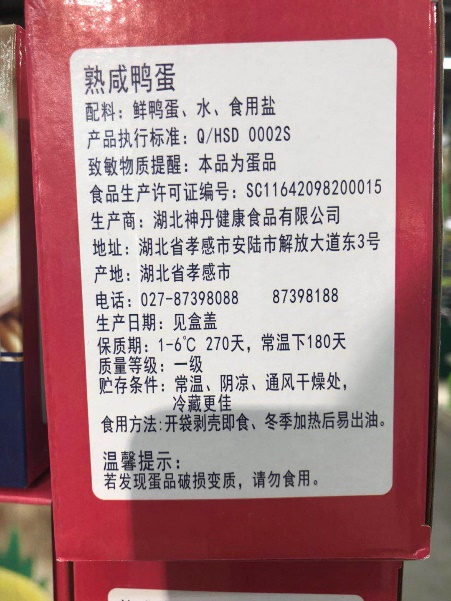 熟咸鸭蛋
配料：鲜鸭蛋、水、食用盐
产品执行标准：Q/HSD 0002S
致敏物质提醒：本品为蛋品
食品生产许可证编号：SC11642098200015
生产商：湖北神丹健康食品有限公司
地址：湖北省孝感市安陆市解放大道东3号
产地：湖北省孝感市
电话：027-87398088 87398188
生产日期：见盒盖
保质期：1-6℃ 270天，常温下180天
质量等级：一级
贮存条件：常温、阴凉、通风干燥处，
冷藏更佳
食用方法:开袋剥壳即食、冬季加热后易出油。
温馨提示：
若发现蛋品破损变质，请勿食用。